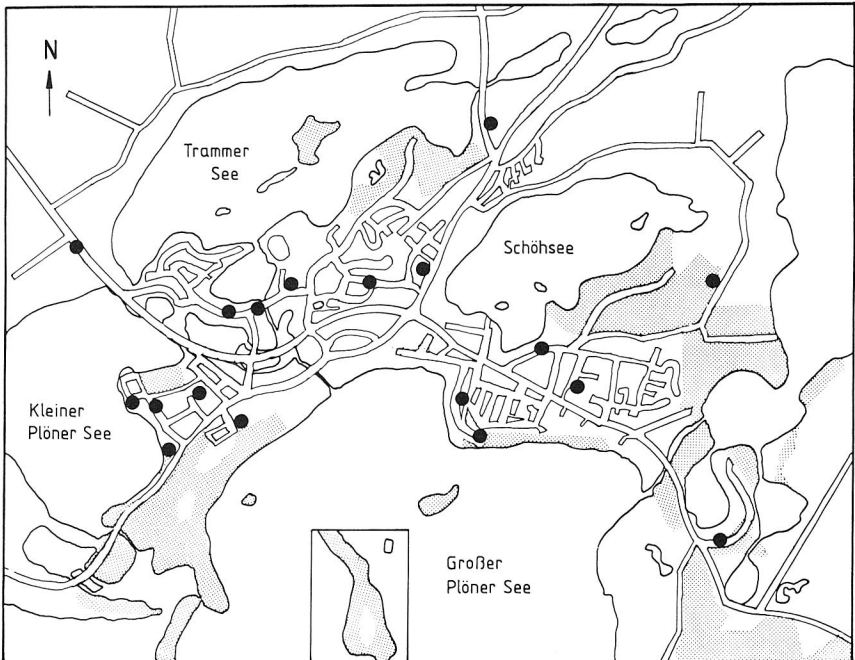 N
Trammer
See
Schöhsee
Kleiner
Plöner See
Großer
Plöner See